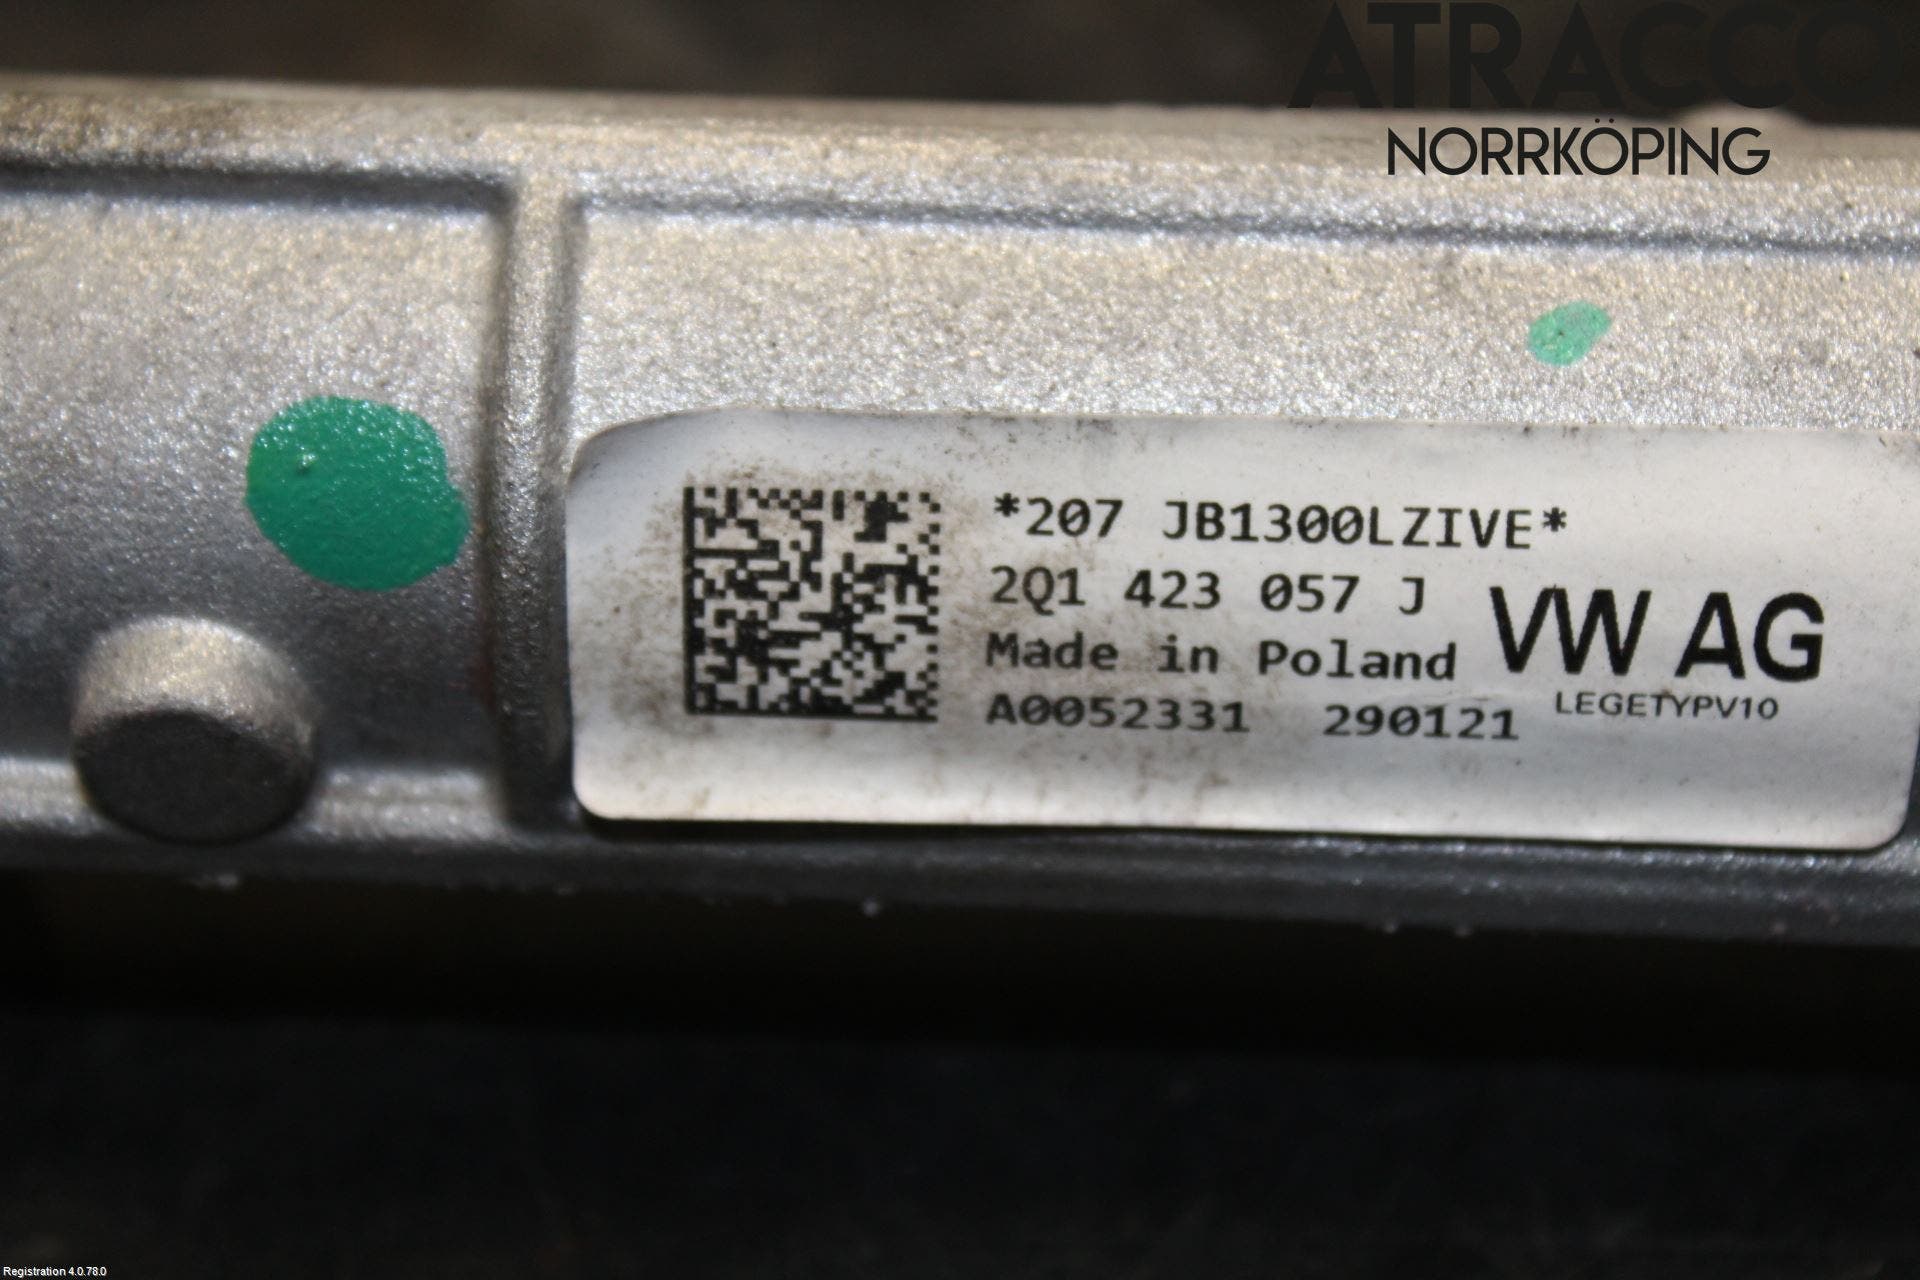 ATRACCO
NORRKÖPING
*207 JB1300LZIVE*
2Q1 423 057 J
Made in Poland
A0052331 290121
VW AG
LEGETYPV10
Registration 4.0.78.0